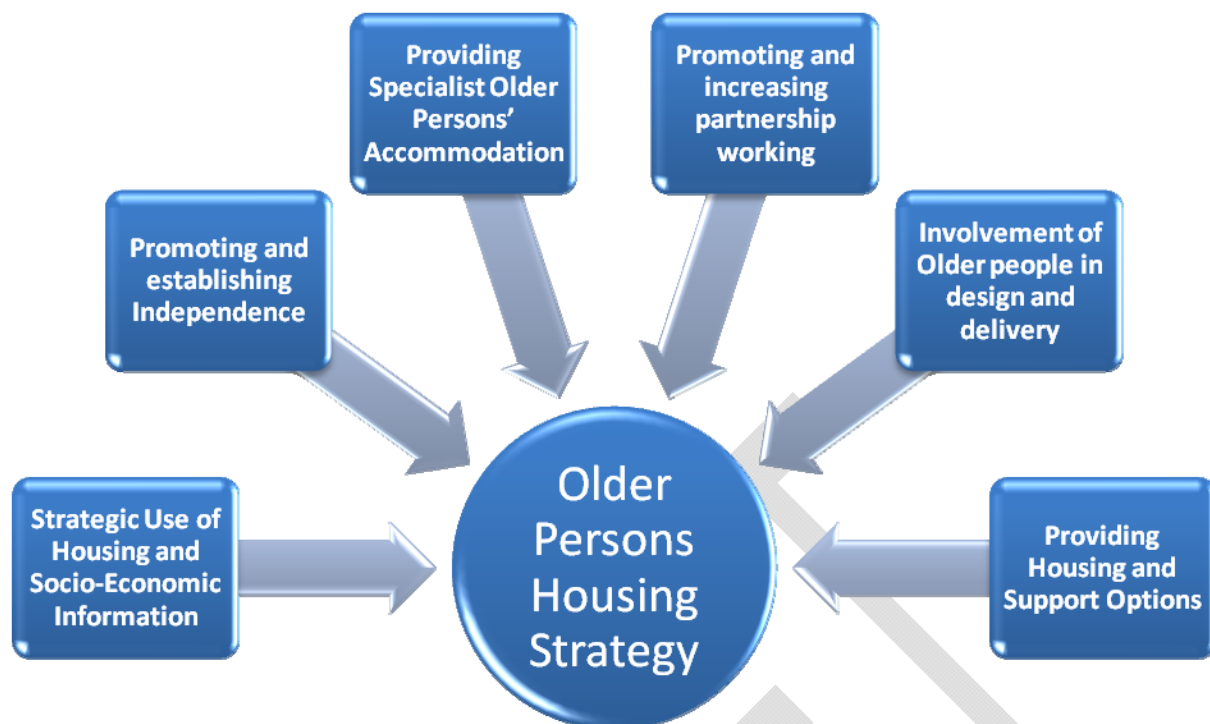 Strategic Use of
Housing and
Socio-Economic
Information
Promoting and
establishing
Independence
Providing
Specialist Older
Persons’
Accommodation
Promoting and
increasing
partnership
working
Involvement of
Older people in
design and
delivery
Providing
Housing and
Support Options
Older
Persons
Housing
Strategy